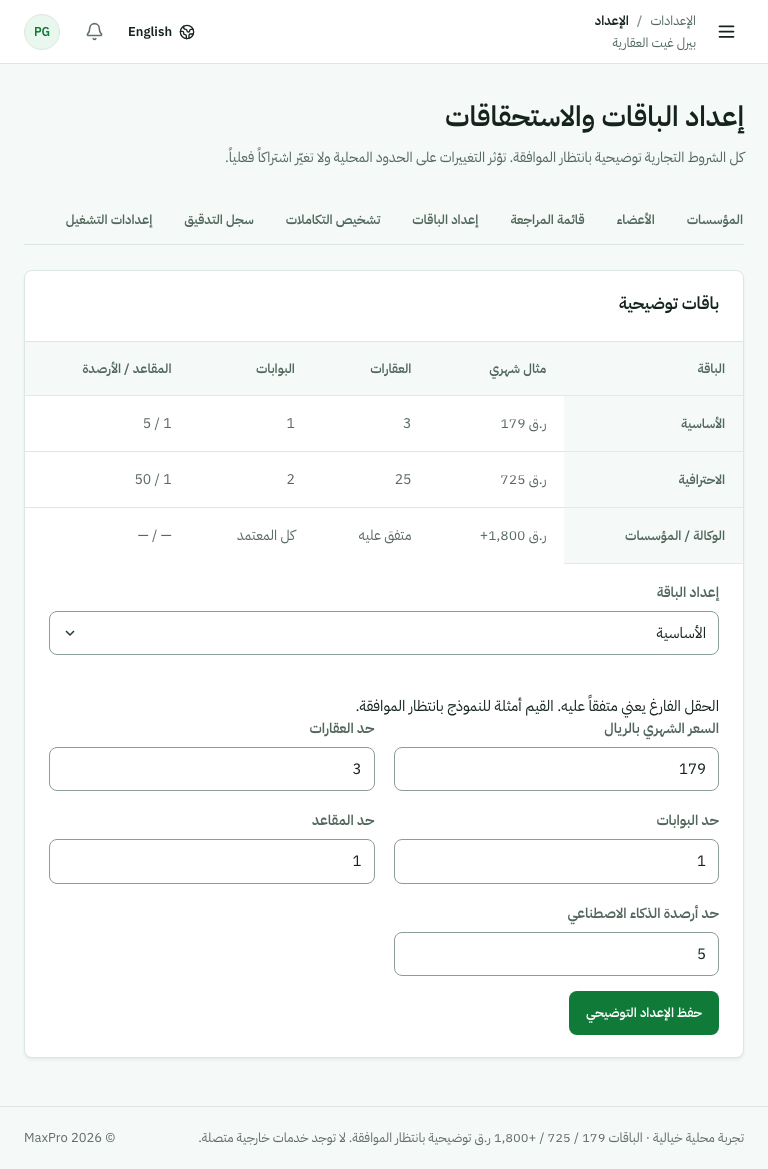 الإعدادات / الإعداد
بيرل غيت العقارية
English
PG
إعداد الباقات والاستحقاقات
كل الشروط التجارية توضيحية بانتظار الموافقة. تؤثر التغييرات على الحدود المحلية ولا تغيّر اشتراكاً فعلياً.
المؤسسات الأعضاء قائمة المراجعة إعداد الباقات تشخيص التكاملات سجل التدقيق إعدادات التشغيل
باقات توضيحية
الباقة مثال شهري العقارات البوابات المقاعد / الأرصدة
الأساسية ر.ق 179 3 1 1 / 5
الاحترافية ر.ق 725 25 2 1 / 50
الوكالة / المؤسسات ر.ق 1,800+ متفق عليه كل المعتمد — / —
إعداد الباقة
الأساسية
الحقل الفارغ يعني متفقاً عليه. القيم أمثلة للنموذج بانتظار الموافقة.
السعر الشهري بالريال حد العقارات
179 3
حد البوابات حد المقاعد
1 1
حد أرصدة الذكاء الاصطناعي
5
حفظ الإعداد التوضيحي
تجربة محلية خيالية · الباقات 179 / 725 / 1,800+ ر.ق توضيحية بانتظار الموافقة. لا توجد خدمات خارجية متصلة.
© 2026 MaxPro